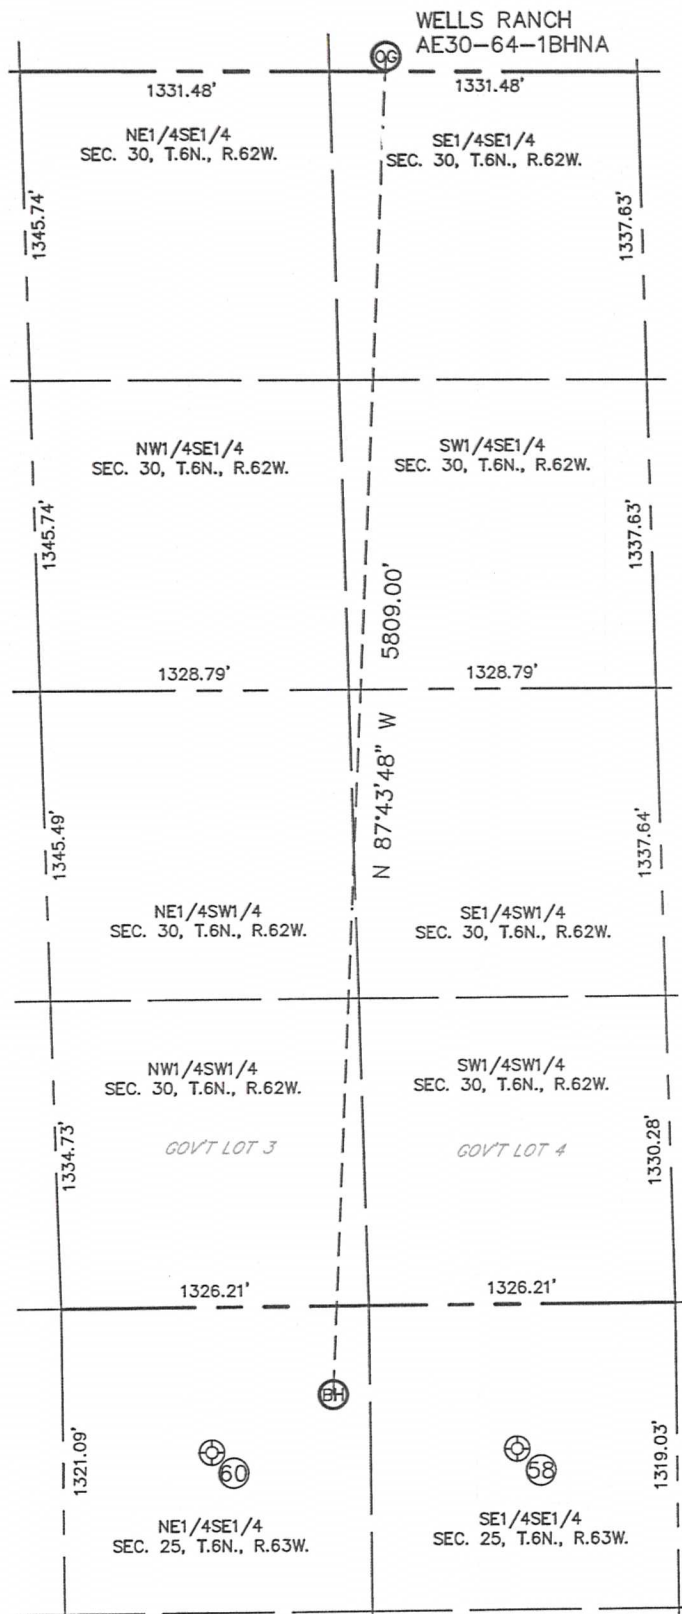 WELLS RANCH
AE30-64-1BHNA
OG
1331.48'
1331.48'
NE1/4SE1/4
SEC. 30, T.6N., R.62W.
SE1/4SE1/4
SEC. 30, T.6N., R.62W.
1345.74'
1337.63'
NW1/4SE1/4
SEC. 30, T.6N., R.62W.
SW1/4SE1/4
SEC. 30, T.6N., R.62W.
1345.74'
1337.63'
N 87°43'48" W 5809.00'
1328.79'
1328.79'
1345.49'
1337.64'
NE1/4SW1/4
SEC. 30, T.6N., R.62W.
SE1/4SW1/4
SEC. 30, T.6N., R.62W.
NW1/4SW1/4
SEC. 30, T.6N., R.62W.
SW1/4SW1/4
SEC. 30, T.6N., R.62W.
GOV'T LOT 3
GOV'T LOT 4
1334.73'
1330.28'
1326.21'
1326.21'
BH
1321.09'
60
58
1319.03'
NE1/4SE1/4
SEC. 25, T.6N., R.63W.
SE1/4SE1/4
SEC. 25, T.6N., R.63W.